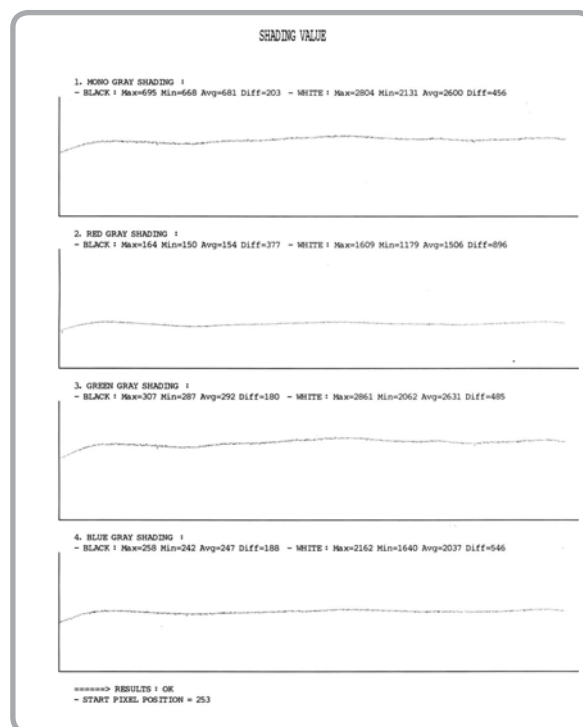 SHADING VALUE
1. MONO GRAY SHADING :
- BLACK : Max=695 Min=668 Avg=681 Diff=203 - WHITE : Max=2804 Min=2131 Avg=2600 Diff=456
2. RED GRAY SHADING :
- BLACK : Max=164 Min=150 Avg=154 Diff=377 - WHITE : Max=1609 Min=1179 Avg=1506 Diff=896
3. GREEN GRAY SHADING :
- BLACK : Max=307 Min=287 Avg=292 Diff=180 - WHITE : Max=2861 Min=2062 Avg=2631 Diff=485
4. BLUE GRAY SHADING :
- BLACK : Max=258 Min=242 Avg=247 Diff=188 - WHITE : Max=2162 Min=1640 Avg=2037 Diff=546
======> RESULTS : OK
- START PIXEL POSITION = 253